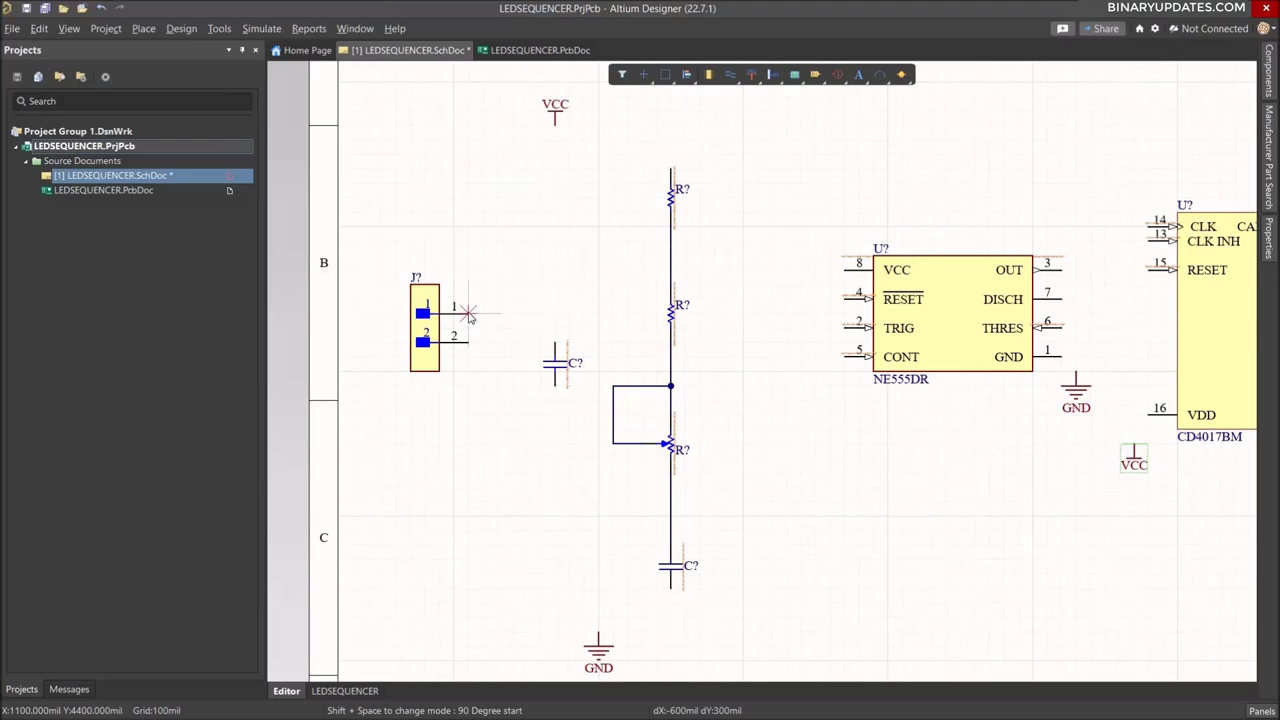 LEDSEQUENCER.PrjPcb - Altium Designer (22.7.1)
BINARYUPDATES.COM
File Edit View Project Place Design Tools Simulate Reports Window Help
Share
Not Connected
Projects
Home Page
[1] LEDSEQUENCER.SchDoc *
LEDSEQUENCER.PcbDoc
Search
Project Group 1.DsnWrk
LEDSEQUENCER.PrjPcb
Source Documents
[1] LEDSEQUENCER.SchDoc *
LEDSEQUENCER.PcbDoc
Components
Manufacturer Part Search
Properties
B
C
VCC
J?
1
1
2
2
C?
R?
R?
R?
C?
GND
U?
8
VCC
OUT
3
4
RESET
DISCH
7
2
TRIG
THRES
6
5
CONT
GND
1
NE555DR
GND
VCC
U?
14
CLK
CA
13
CLK INH
15
RESET
16
VDD
CD4017BM
Projects
Messages
Editor
LEDSEQUENCER
X:1100.000mil Y:4400.000mil Grid:100mil
Shift + Space to change mode : 90 Degree start
dX:-600mil dY:300mil
Panels